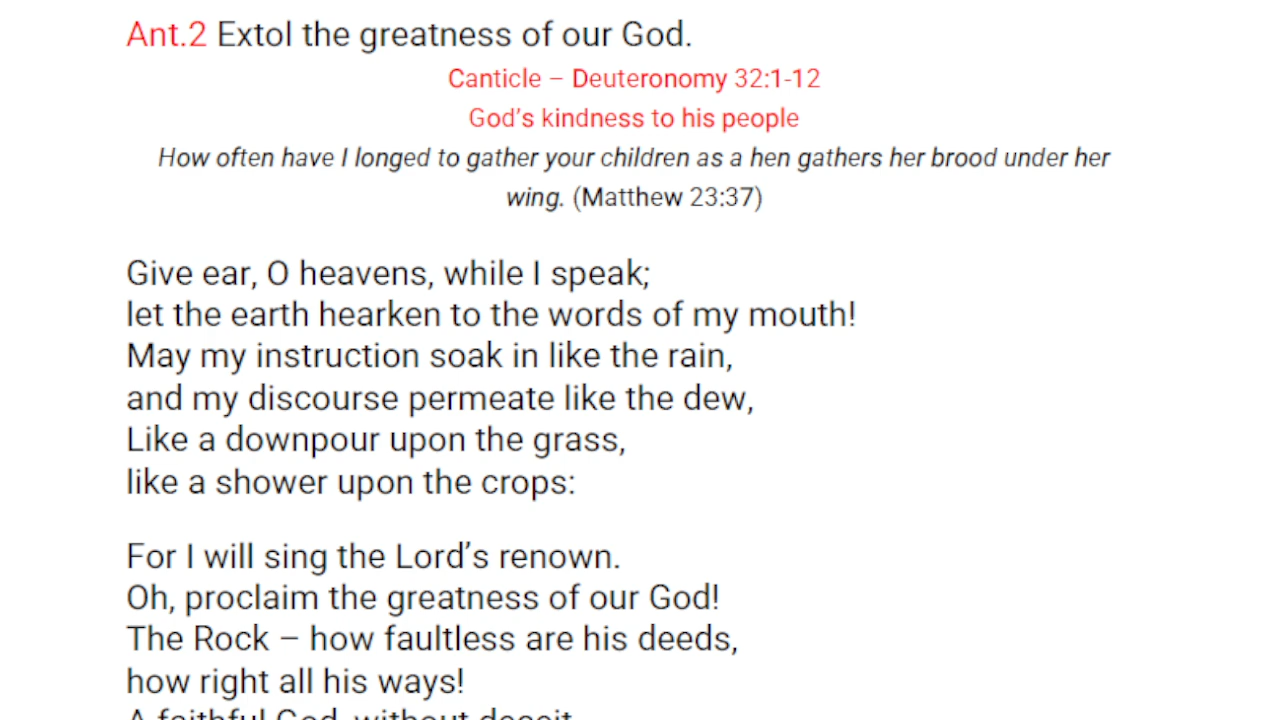 Ant.2 Extol the greatness of our God.
Canticle – Deuteronomy 32:1-12
God's kindness to his people
How often have I longed to gather your children as a hen gathers her brood under her
wing. (Matthew 23:37)
Give ear, O heavens, while I speak;
let the earth hearken to the words of my mouth!
May my instruction soak in like the rain,
and my discourse permeate like the dew,
Like a downpour upon the grass,
like a shower upon the crops:
For I will sing the Lord's renown.
Oh, proclaim the greatness of our God!
The Rock – how faultless are his deeds,
how right all his ways!
A faithful God, without deceit